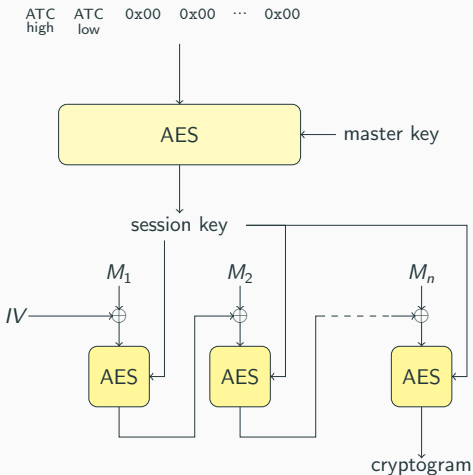 ATC ATC 0x00 0x00 ... 0x00
high low
AES
master key
session key
M1 M2 Mn
IV
AES AES AES
cryptogram